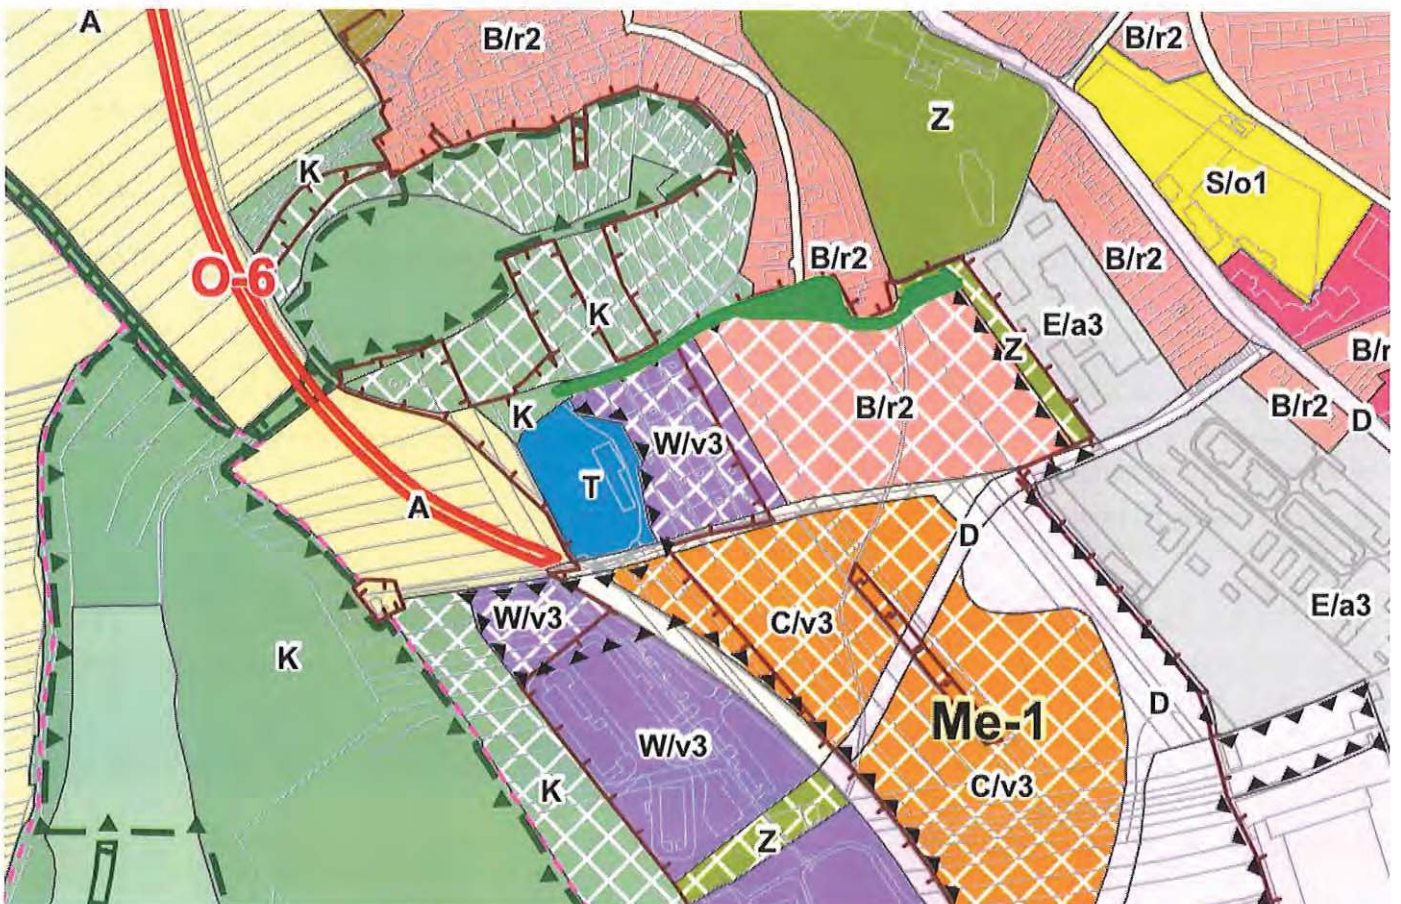 A
B/r2
B/r2
Z
K
S/o1
B/r2
B/r2
O-6
K
E/a3
Z
B/r
B/r2
B/r2
K
D
W/v3
T
A
D
W/v3
C/v3
E/a3
K
Me-1
D
W/v3
C/v3
K
Z